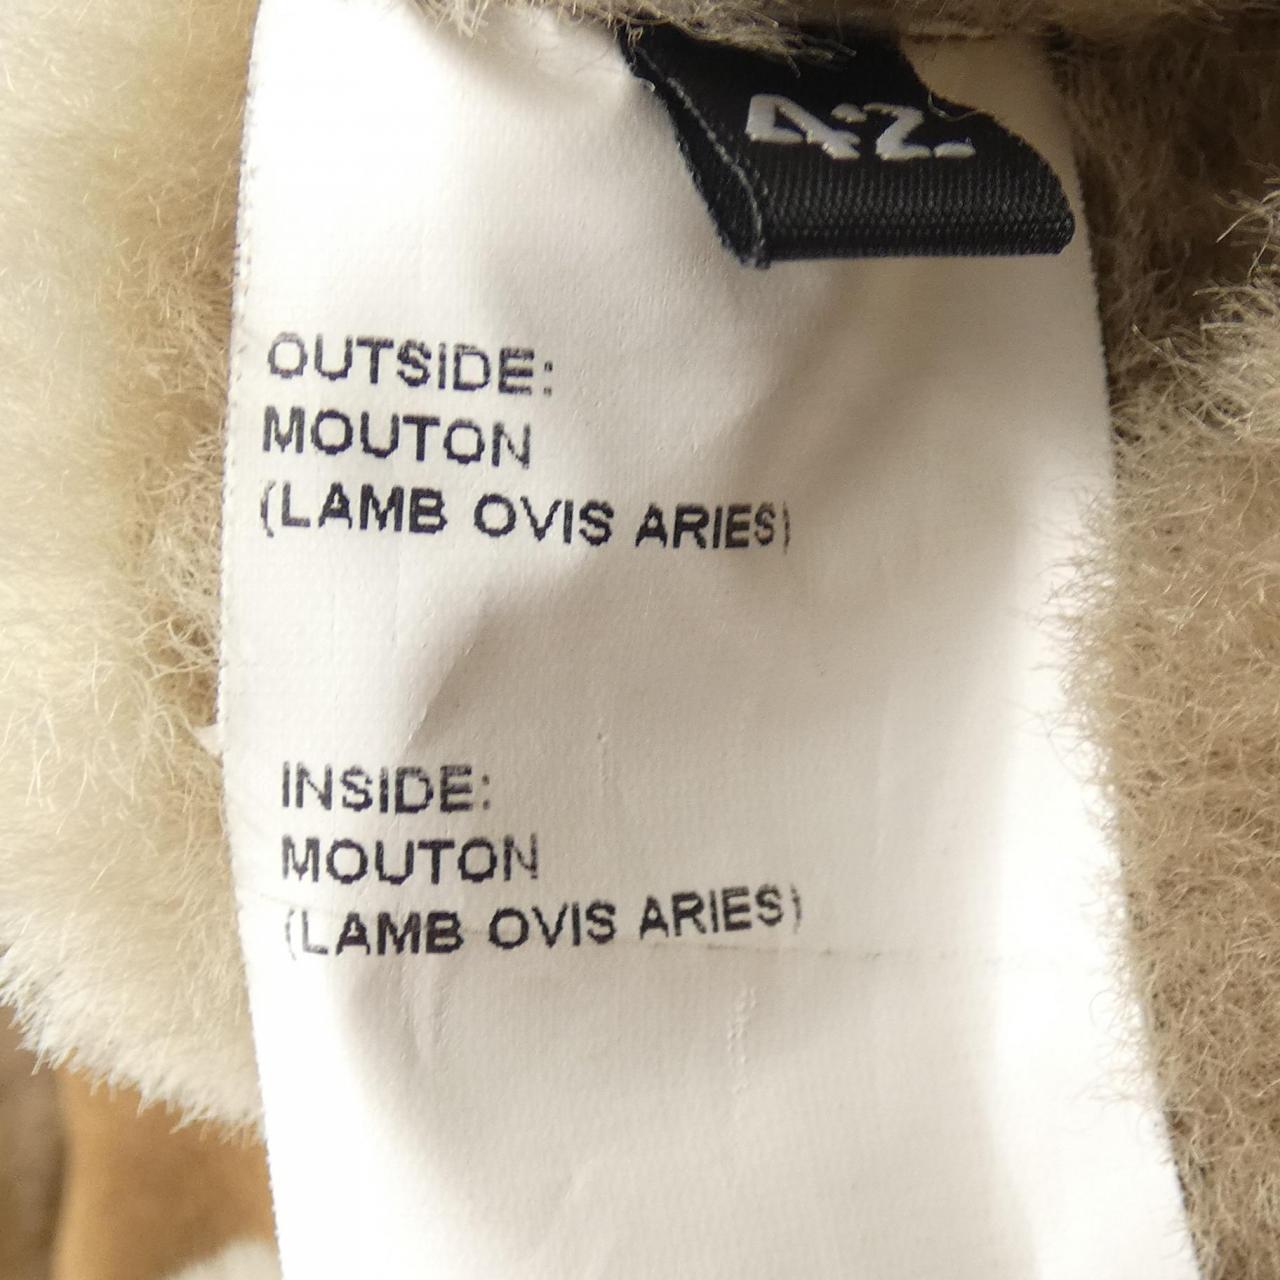 42.
OUTSIDE:
MOUTON
(LAMB OVIS ARIES)
INSIDE:
MOUTON
(LAMB OVIS ARIES)